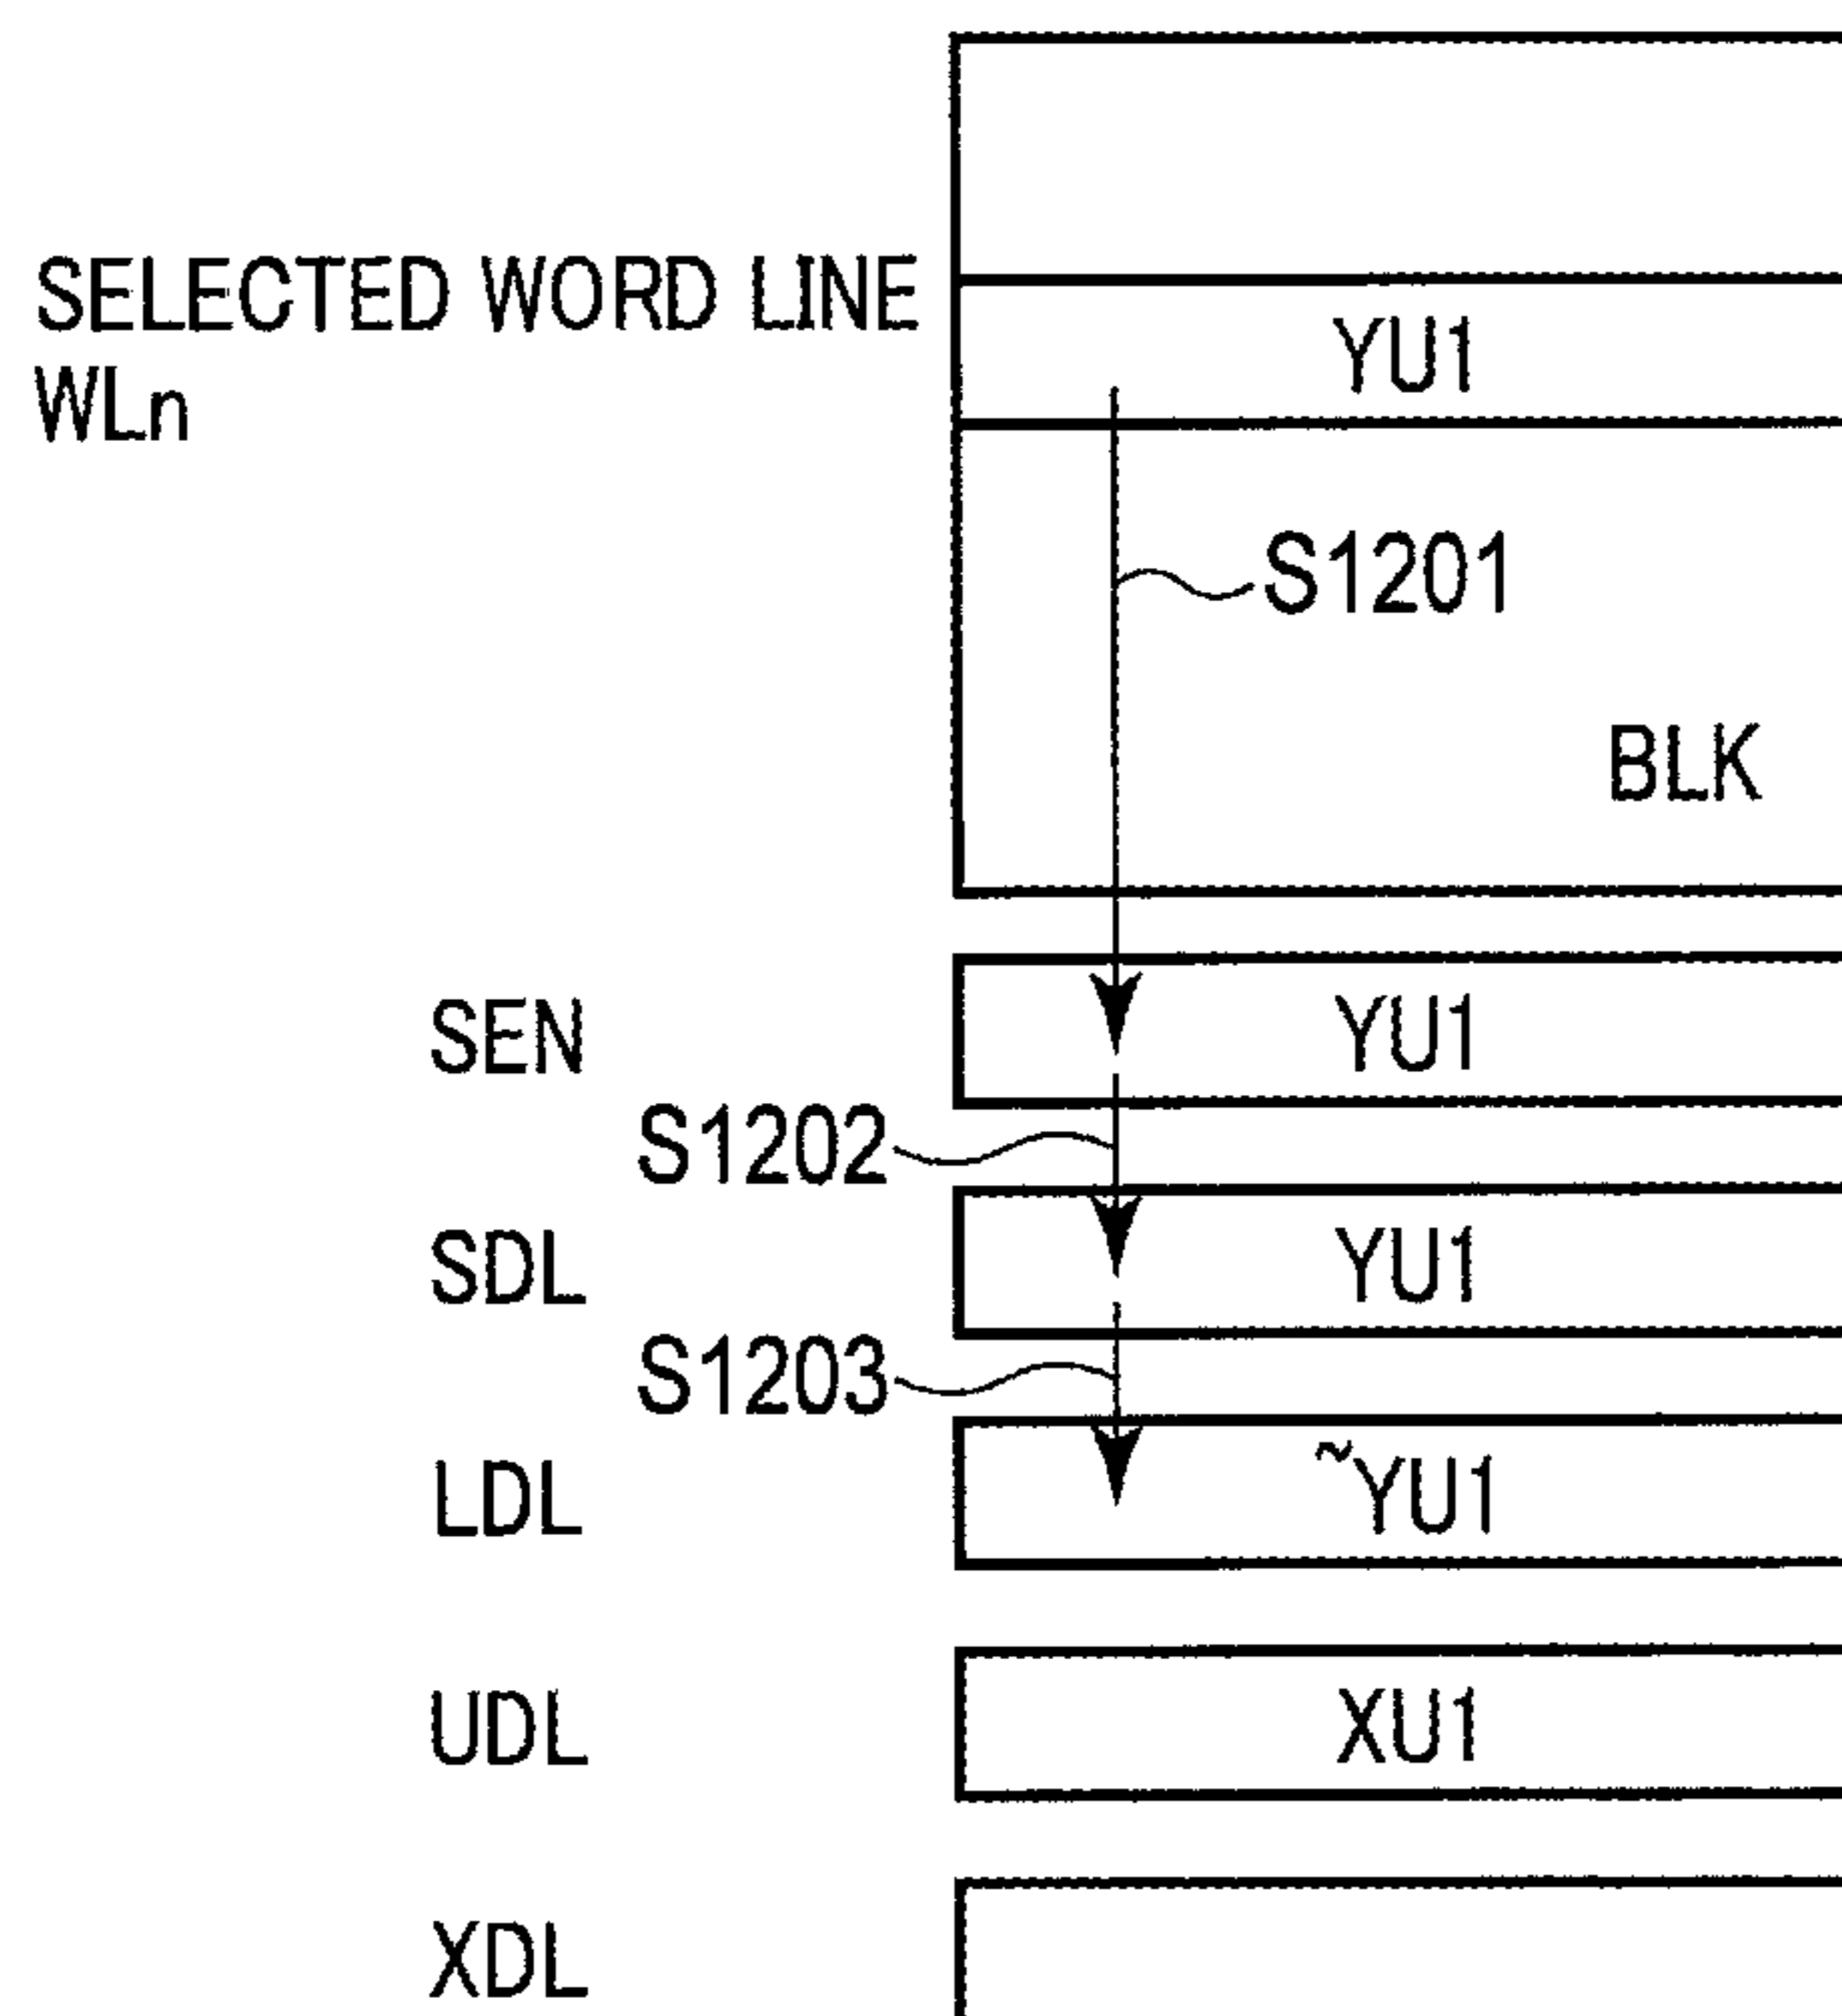 SELECTED WORD LINE
WLn
YU1
S1201
BLK
SEN
YU1
S1202
SDL
YU1
S1203
LDL
~YU1
UDL
XU1
XDL